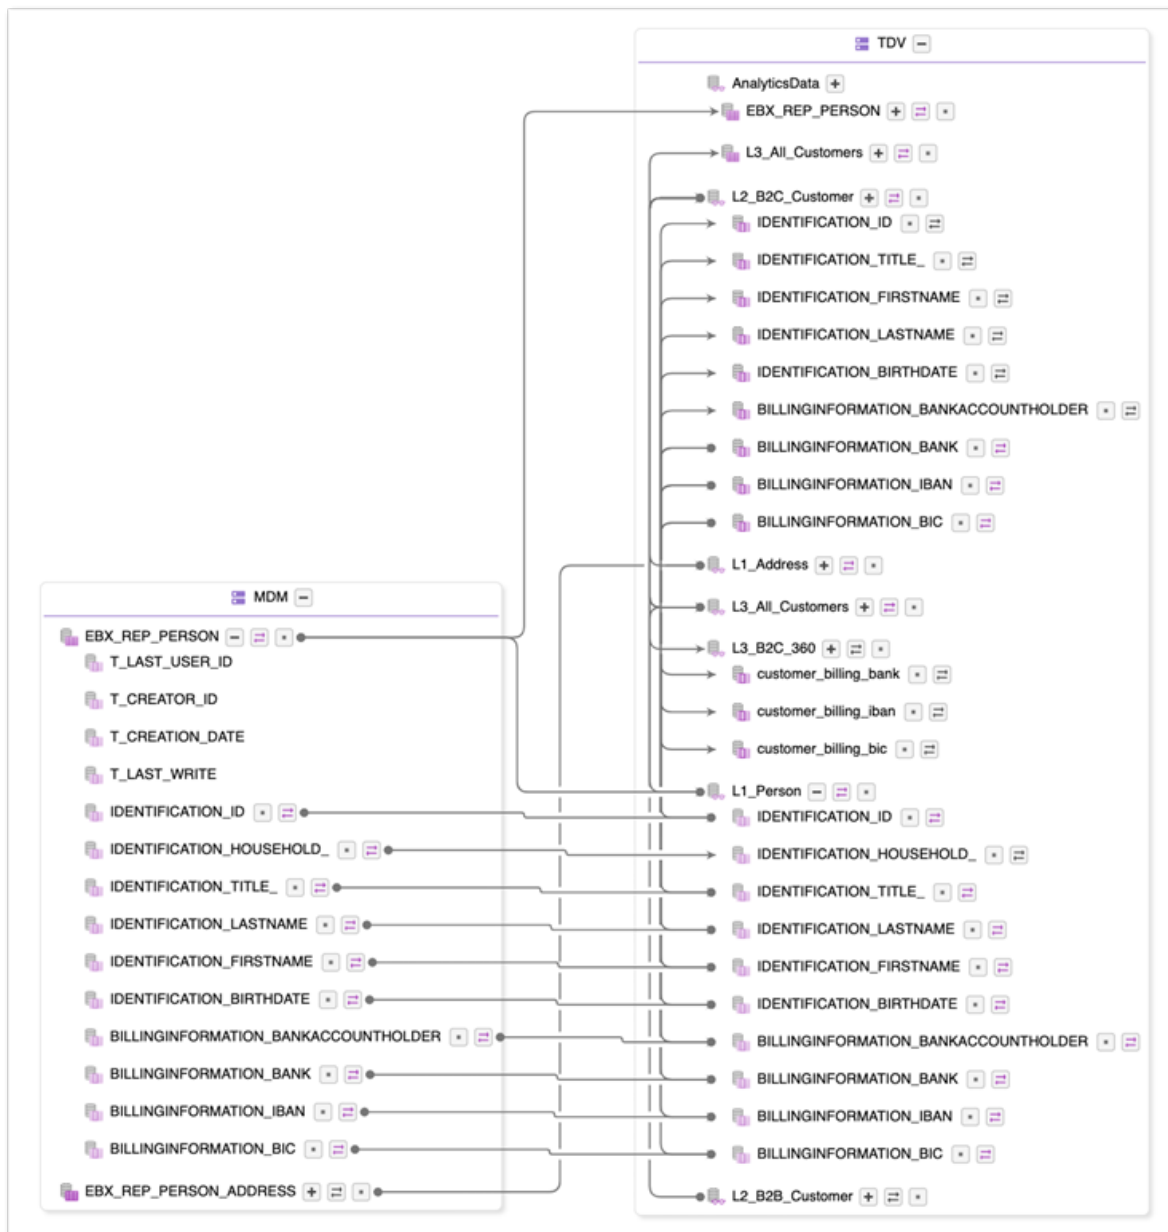 TDV
AnalyticsData
EBX_REP_PERSON
L3_All_Customers
L2_B2C_Customer
IDENTIFICATION_ID
IDENTIFICATION_TITLE_
IDENTIFICATION_FIRSTNAME
IDENTIFICATION_LASTNAME
IDENTIFICATION_BIRTHDATE
BILLINGINFORMATION_BANKACCOUNTHOLDER
BILLINGINFORMATION_BANK
BILLINGINFORMATION_IBAN
BILLINGINFORMATION_BIC
L1_Address
L3_All_Customers
L3_B2C_360
customer_billing_bank
customer_billing_iban
customer_billing_bic
L1_Person
IDENTIFICATION_ID
IDENTIFICATION_HOUSEHOLD_
IDENTIFICATION_TITLE_
IDENTIFICATION_LASTNAME
IDENTIFICATION_FIRSTNAME
IDENTIFICATION_BIRTHDATE
BILLINGINFORMATION_BANKACCOUNTHOLDER
BILLINGINFORMATION_BANK
BILLINGINFORMATION_IBAN
BILLINGINFORMATION_BIC
L2_B2B_Customer
MDM
EBX_REP_PERSON
T_LAST_USER_ID
T_CREATOR_ID
T_CREATION_DATE
T_LAST_WRITE
IDENTIFICATION_ID
IDENTIFICATION_HOUSEHOLD_
IDENTIFICATION_TITLE_
IDENTIFICATION_LASTNAME
IDENTIFICATION_FIRSTNAME
IDENTIFICATION_BIRTHDATE
BILLINGINFORMATION_BANKACCOUNTHOLDER
BILLINGINFORMATION_BANK
BILLINGINFORMATION_IBAN
BILLINGINFORMATION_BIC
EBX_REP_PERSON_ADDRESS